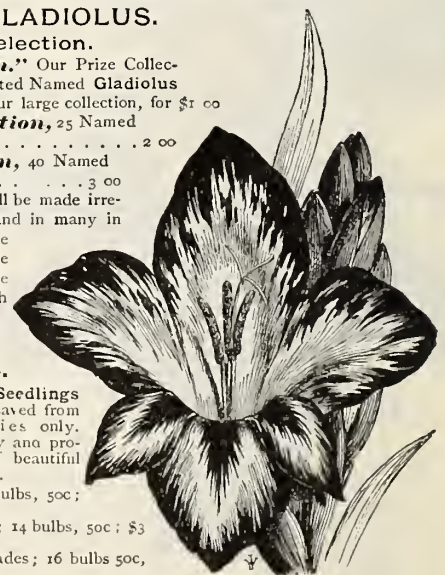 LADIOLUS.
election.
n." Our Prize Collec-
ted Named Gladiolus
ur large collection, for $1 00
tion, 25 Named
. . . . . . . . . . . 2 00
n, 40 Named
. . . . . . 3 00
ll be made irre-
nd in many in
e
e
e
h
.
Seedlings
aved from
ies only.
y and pro-
beautiful
.
ulbs, 50c;
; 14 bulbs, 50c; $3
ades; 16 bulbs 50c,